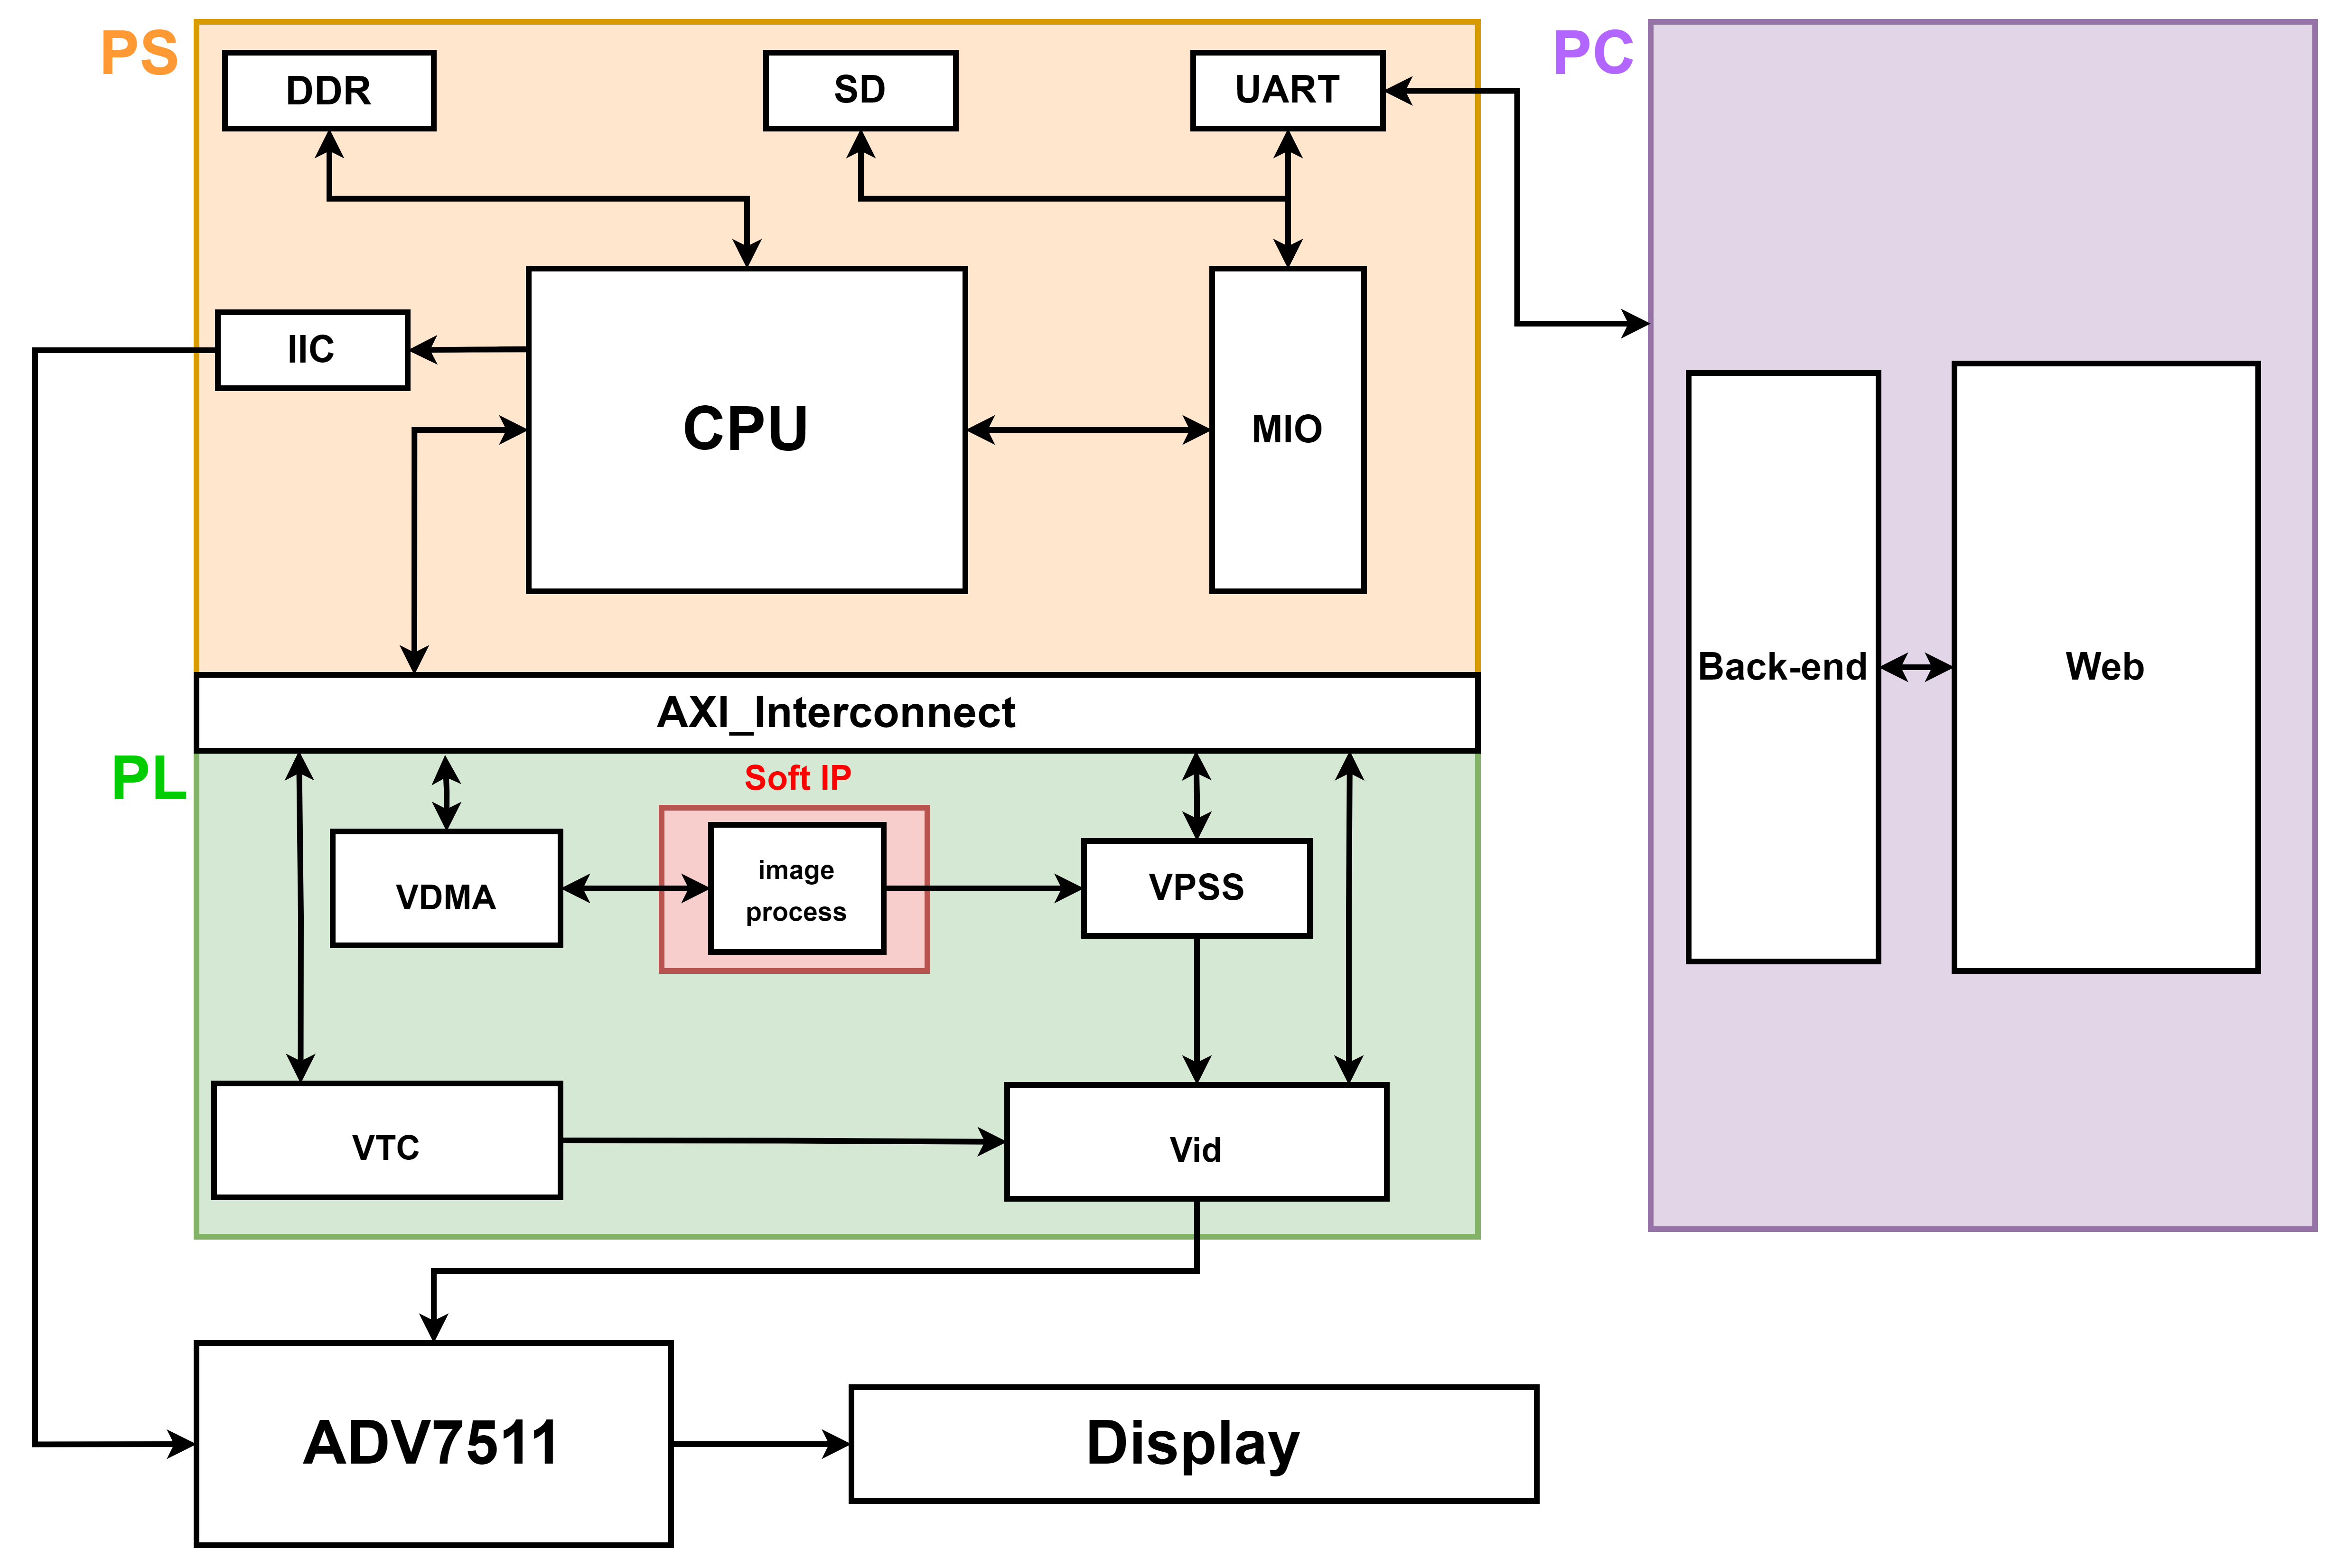 PS
DDR
SD
UART
PC
IIC
CPU
MIO
Back-end
Web
AXI_Interconnect
PL
Soft IP
image
process
VDMA
VPSS
VTC
Vid
ADV7511
Display